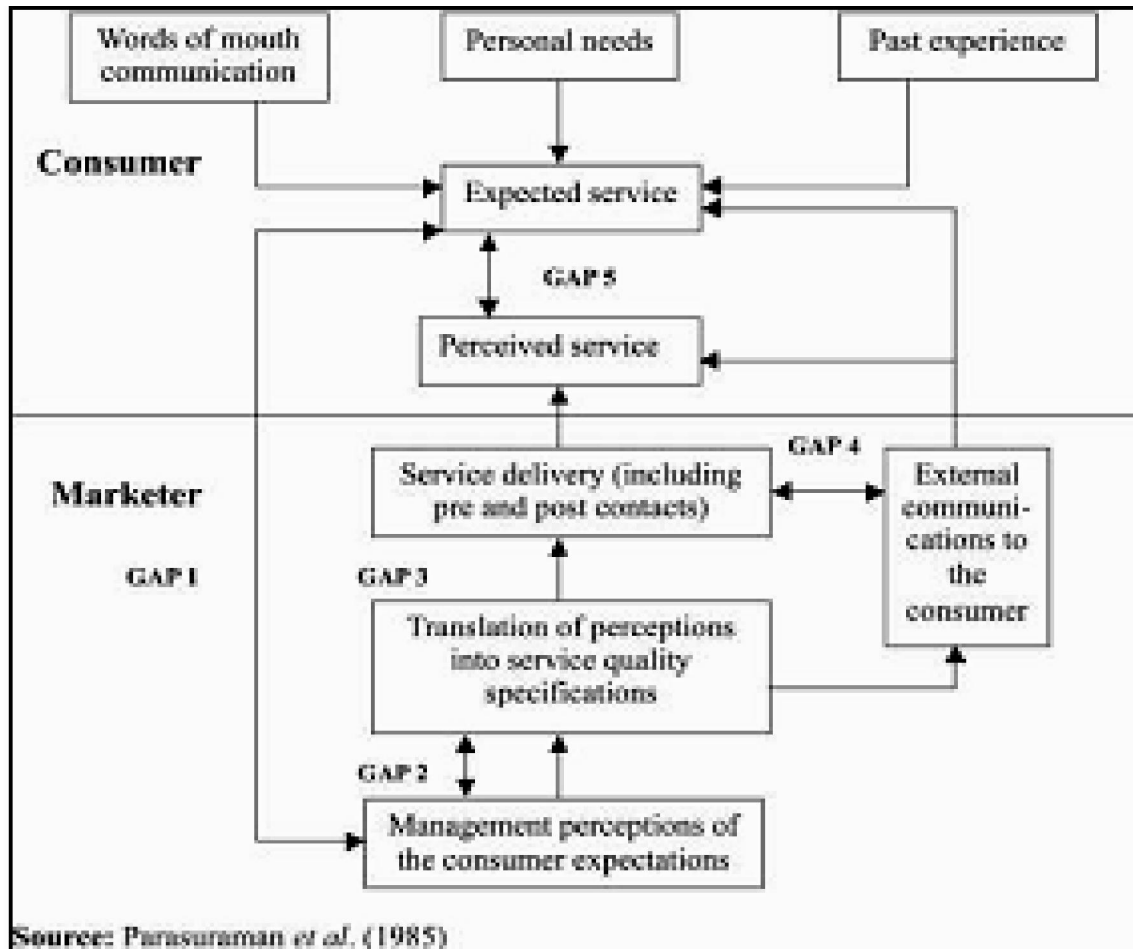 Words of mouth
communication
Personal needs
Past experience
Consumer
Expected service
GAP 5
Perceived service
GAP 4
Service delivery (including
pre and post contacts)
External
communi-
cations to
the
consumer
Marketer
GAP 1
GAP 3
Translation of perceptions
into service quality
specifications
GAP 2
Management perceptions of
the consumer expectations
Source: Parasuraman et al. (1985)